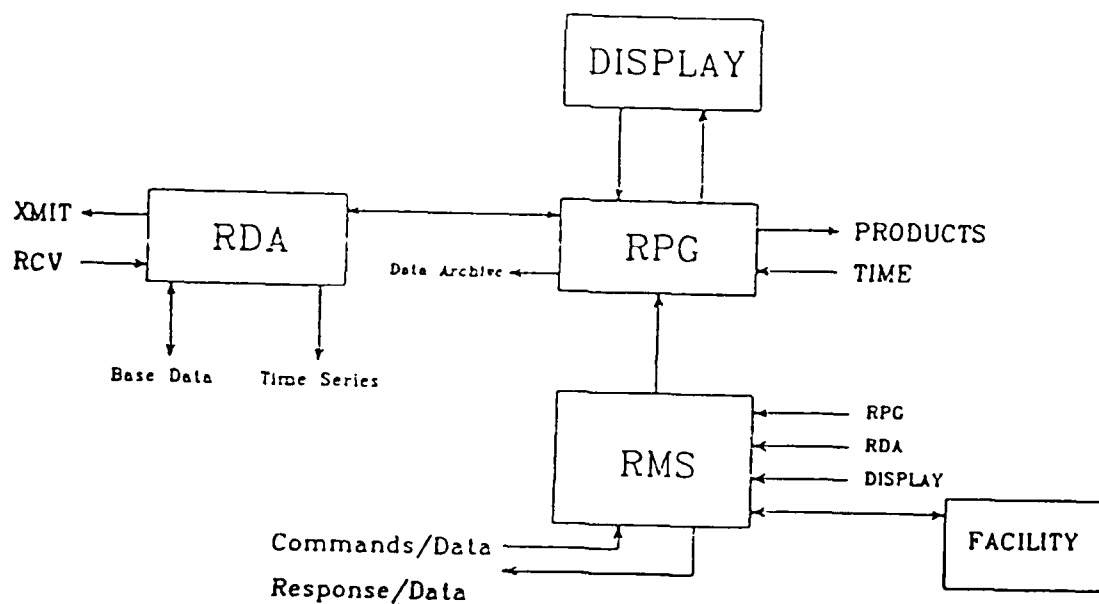 DISPLAY
XMIT
RDA
RCV
RPG
PRODUCTS
Data Archive
TIME
Base Data
Time Series
RPG
RDA
RMS
DISPLAY
FACILITY
Commands/Data
Response/Data